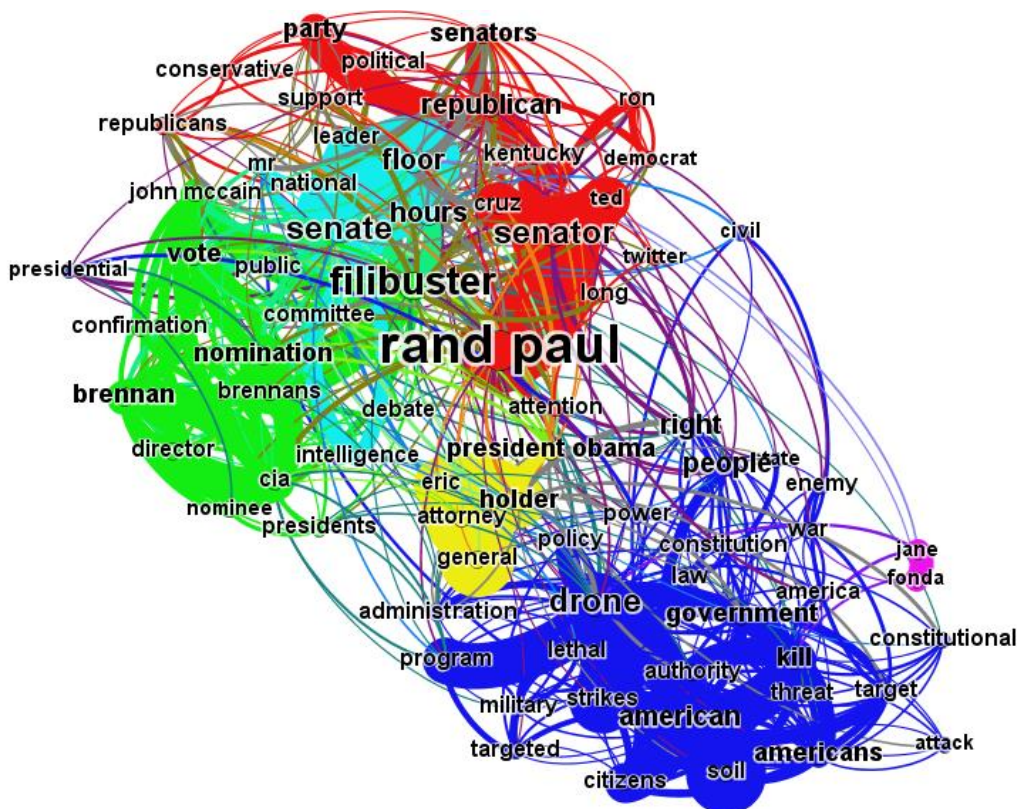 party
senators
conservative
political
support
republican
ron
republicans
leader
floor
kentucky
democrat
mr
national
john mccain
hours
cruz
ted
senate
senator
civil
vote
public
twitter
presidential
filibuster
long
committee
confirmation
rand paul
nomination
brennan
brennans
debate
attention
right
director
intelligence
president obama
people
state
cia
eric
holder
enemy
nominee
presidents
attorney
power
war
general
policy
constitution
jane
law
america
fonda
administration
drone
government
constitutional
program
lethal
authority
kill
military
strikes
threat
target
american
targeted
americans
attack
citizens
soil